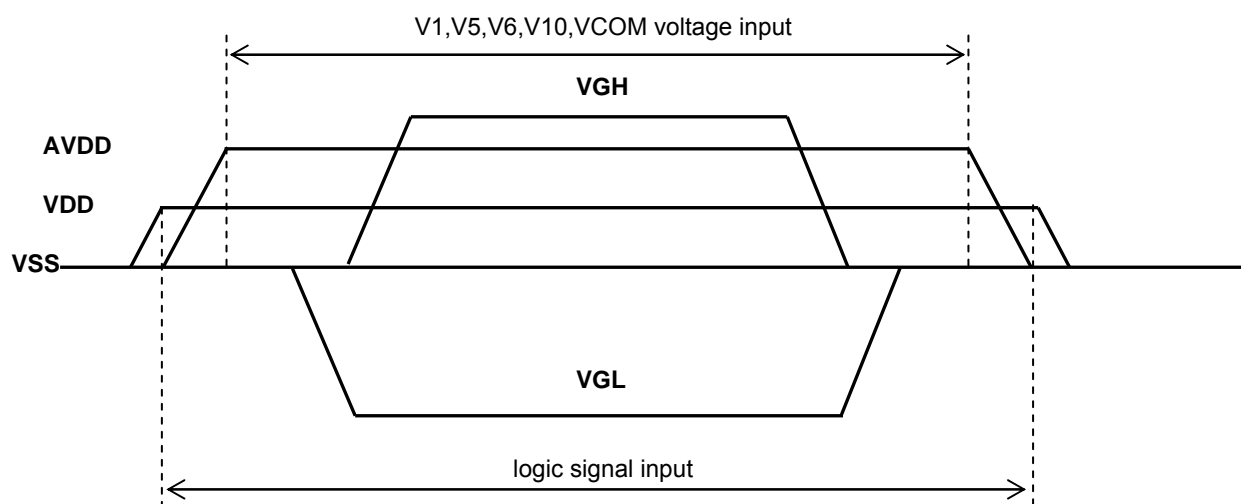 V1,V5,V6,V10,VCOM voltage input
VGH
AVDD
VDD
VSS
VGL
logic signal input